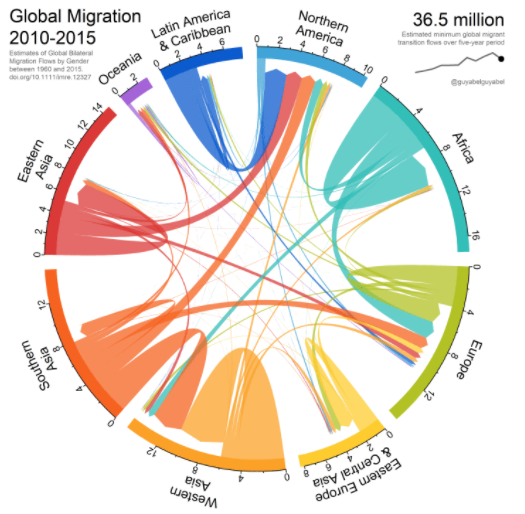 Global Migration
2010-2015
Estimates of Global Bilateral
Migration Flows by Gender
between 1960 and 2015.
doi.org/10.1111/imre.12327
36.5 million
Estimated minimum global migrant
transition flows over five-year period
@guyabelguyabel
Oceania
0 2
Latin America
& Caribbean
0 2 4 6
Northern
America
0 2 4 6 8 10
Africa
0 4 8 12 16
Europe
0 4 8 12
Eastern Europe
& Central Asia
0 2 4 6 8
Western
Asia
0 4 8 12
Southern
Asia
0 4 8 12
Eastern
Asia
0 2 4 6 8 10 12 14